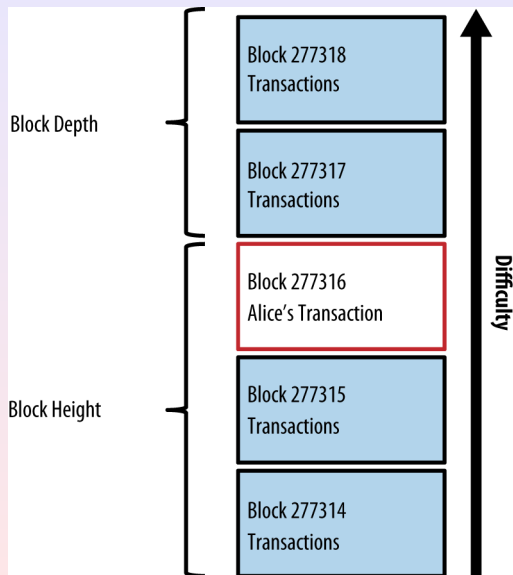 Block 277318
Transactions
Block Depth
Block 277317
Transactions
Block 277316
Alice's Transaction
Difficulty
Block 277315
Transactions
Block Height
Block 277314
Transactions